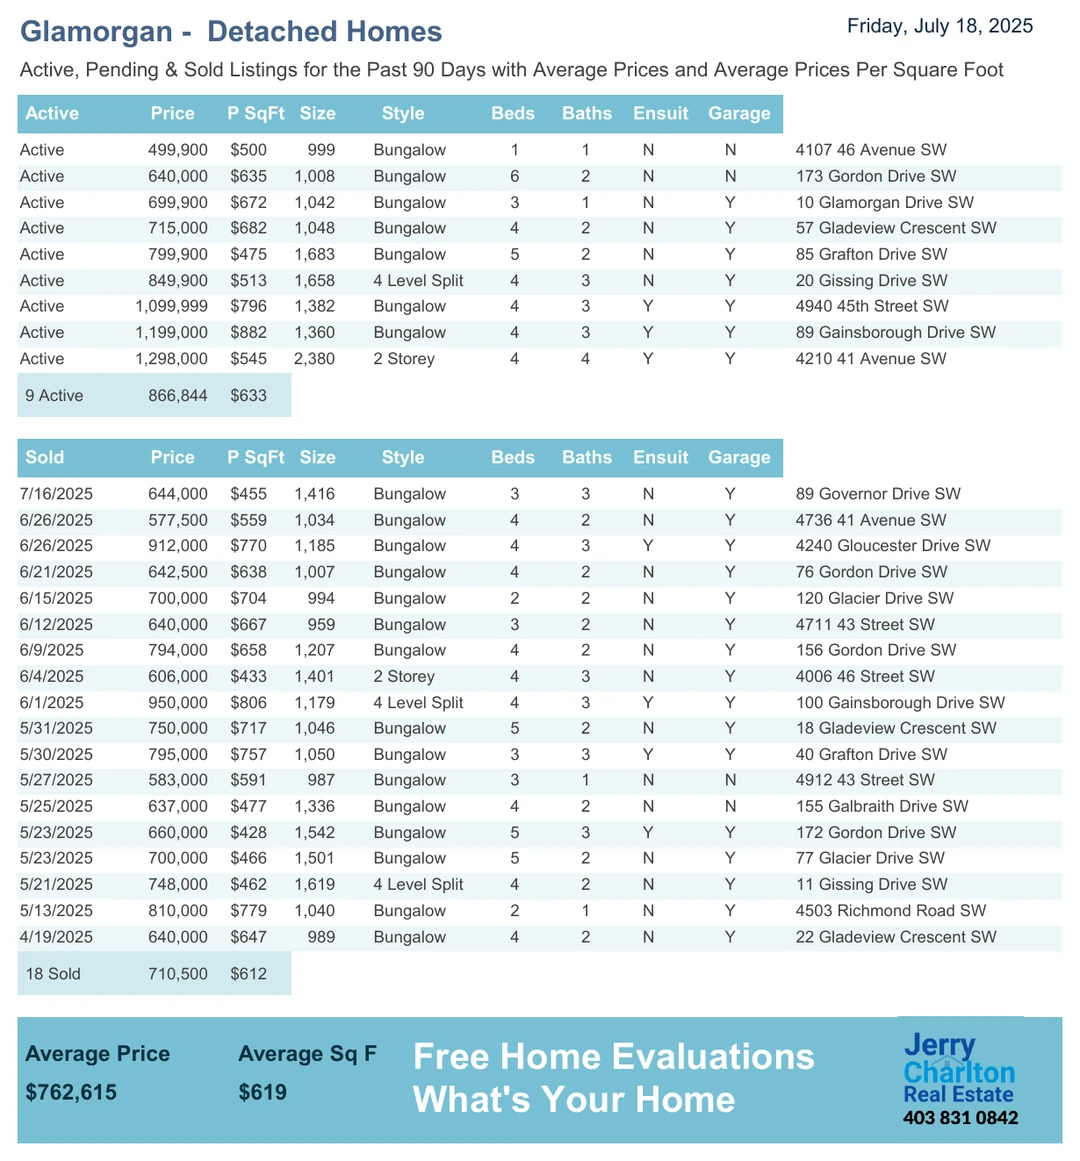 Glamorgan - Detached Homes
Friday, July 18, 2025
Active, Pending & Sold Listings for the Past 90 Days with Average Prices and Average Prices Per Square Foot
Active Price P SqFt Size Style Beds Baths Ensuit Garage
Active 499,900 $500 999 Bungalow 1 1 N N 4107 46 Avenue SW
Active 640,000 $635 1,008 Bungalow 6 2 N N 173 Gordon Drive SW
Active 699,900 $672 1,042 Bungalow 3 1 N Y 10 Glamorgan Drive SW
Active 715,000 $682 1,048 Bungalow 4 2 N Y 57 Gladeview Crescent SW
Active 799,900 $475 1,683 Bungalow 5 2 N Y 85 Grafton Drive SW
Active 849,900 $513 1,658 4 Level Split 4 3 N Y 20 Gissing Drive SW
Active 1,099,999 $796 1,382 Bungalow 4 3 Y Y 4940 45th Street SW
Active 1,199,000 $882 1,360 Bungalow 4 3 Y Y 89 Gainsborough Drive SW
Active 1,298,000 $545 2,380 2 Storey 4 4 Y Y 4210 41 Avenue SW
9 Active 866,844 $633
Sold Price P SqFt Size Style Beds Baths Ensuit Garage
7/16/2025 644,000 $455 1,416 Bungalow 3 3 N Y 89 Governor Drive SW
6/26/2025 577,500 $559 1,034 Bungalow 4 2 N Y 4736 41 Avenue SW
6/26/2025 912,000 $770 1,185 Bungalow 4 3 Y Y 4240 Gloucester Drive SW
6/21/2025 642,500 $638 1,007 Bungalow 4 2 N Y 76 Gordon Drive SW
6/15/2025 700,000 $704 994 Bungalow 2 2 N Y 120 Glacier Drive SW
6/12/2025 640,000 $667 959 Bungalow 3 2 N Y 4711 43 Street SW
6/9/2025 794,000 $658 1,207 Bungalow 4 2 N Y 156 Gordon Drive SW
6/4/2025 606,000 $433 1,401 2 Storey 4 3 N Y 4006 46 Street SW
6/1/2025 950,000 $806 1,179 4 Level Split 4 3 Y Y 100 Gainsborough Drive SW
5/31/2025 750,000 $717 1,046 Bungalow 5 2 N Y 18 Gladeview Crescent SW
5/30/2025 795,000 $757 1,050 Bungalow 3 3 Y Y 40 Grafton Drive SW
5/27/2025 583,000 $591 987 Bungalow 3 1 N N 4912 43 Street SW
5/25/2025 637,000 $477 1,336 Bungalow 4 2 N N 155 Galbraith Drive SW
5/23/2025 660,000 $428 1,542 Bungalow 5 3 Y Y 172 Gordon Drive SW
5/23/2025 700,000 $466 1,501 Bungalow 5 2 N Y 77 Glacier Drive SW
5/21/2025 748,000 $462 1,619 4 Level Split 4 2 N Y 11 Gissing Drive SW
5/13/2025 810,000 $779 1,040 Bungalow 2 1 N Y 4503 Richmond Road SW
4/19/2025 640,000 $647 989 Bungalow 4 2 N Y 22 Gladeview Crescent SW
18 Sold 710,500 $612
Average Price Average Sq F
$762,615 $619
Free Home Evaluations
What's Your Home
Jerry
Charlton
Real Estate
403 831 0842